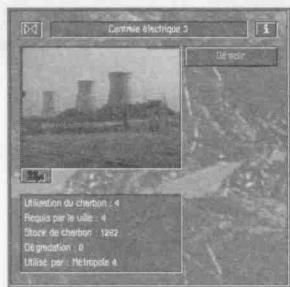 Centrale électrique 3
Détruire
Utilisation du charbon : 4
Requis par la ville : 4
Stock de charbon : 1262
Dégradation : 0
Utilisé par : Métropole 4